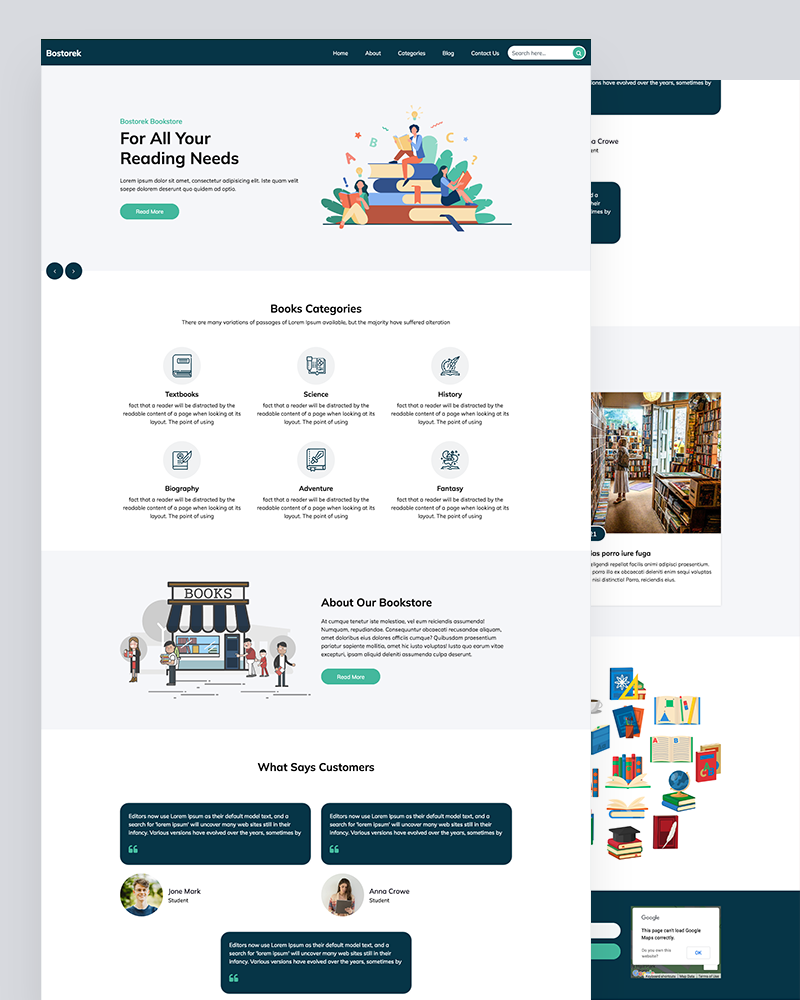 Bostorek
Home About Categories Blog Contact Us Search here...
Bostorek Bookstore
For All Your
Reading Needs
Lorem ipsum dolor sit amet, consectetur adipisicing elit. Iste quam velit
saepe dolorem deserunt quo quidem ad optio.
Read More
Books Categories
There are many variations of passages of Lorem Ipsum available, but the majority have suffered alteration
Textbooks
fact that a reader will be distracted by the
readable content of a page when looking at its
layout. The point of using
Science
fact that a reader will be distracted by the
readable content of a page when looking at its
layout. The point of using
History
fact that a reader will be distracted by the
readable content of a page when looking at its
layout. The point of using
Biography
fact that a reader will be distracted by the
readable content of a page when looking at its
layout. The point of using
Adventure
fact that a reader will be distracted by the
readable content of a page when looking at its
layout. The point of using
Fantasy
fact that a reader will be distracted by the
readable content of a page when looking at its
layout. The point of using
BOOKS
About Our Bookstore
At cumque tenetur iste molestiae, vel eum reiciendis assumenda!
Numquam, repudiandae. Consequuntur obcaecati recusandae aliquam,
amet doloribus eius dolores officiis cumque? Quibusdam praesentium
pariatur sapiente mollitia, amet hic iusto voluptas! Iusto quo earum vitae
excepturi, ipsam aliquid deleniti assumenda culpa deserunt.
Read More
What Says Customers
Editors now use Lorem Ipsum as their default model text, and a
search for 'lorem ipsum' will uncover many web sites still in their
infancy. Various versions have evolved over the years, sometimes by
Jone Mark
Student
Editors now use Lorem Ipsum as their default model text, and a
search for 'lorem ipsum' will uncover many web sites still in their
infancy. Various versions have evolved over the years, sometimes by
Anna Crowe
Student
Editors now use Lorem Ipsum as their default model text, and a
search for 'lorem ipsum' will uncover many web sites still in their
infancy. Various versions have evolved over the years, sometimes by
ons have evolved over the years, sometimes by
a Crowe
ent
d a
heir
times by
21
ias porro iure fuga
eligendi repellat facilis animi adipisci praesentium.
porro illo ex obcaecati deleniti enim sequi voluptas
nisi distinctio! Porro, reiciendis eius.
A B
Google
This page can't load Google
Maps correctly.
Do you own this
website?
OK
Keyboard shortcuts Map Data Terms of Use